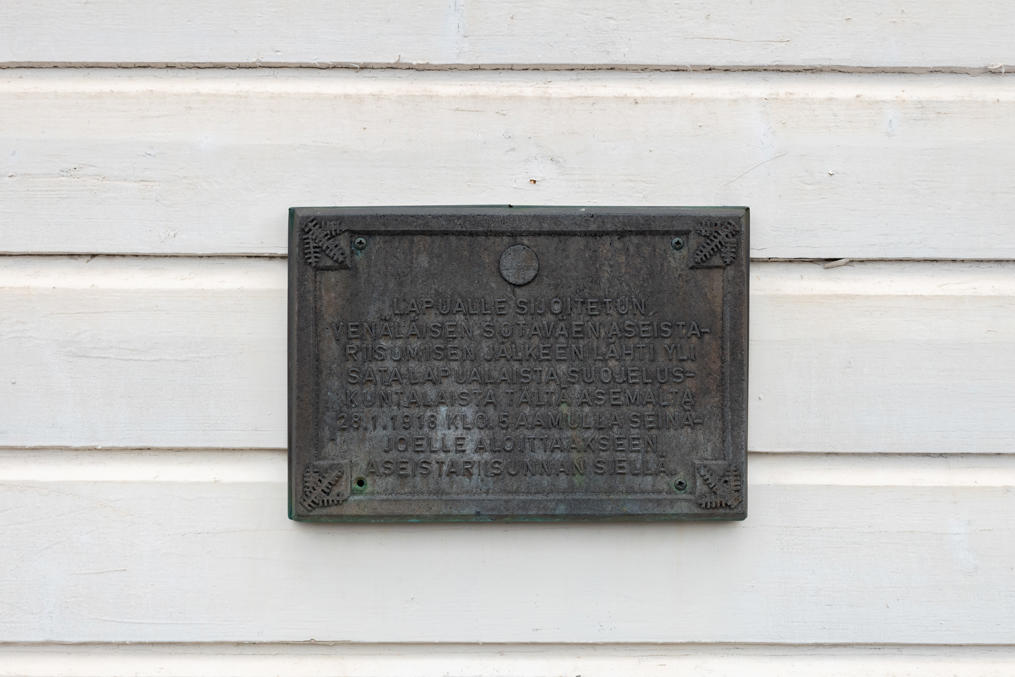 LAPUALLE SIJOITETUN
VENÄLÄISEN SOTAVÄEN ASEISTA-
RIISUMISEN JÄLKEEN LÄHTI YLI
SATA LAPUALAISTA SUOJELUS-
KUNTALAISTA TÄLTÄ ASEMALTA
28.1.1918 KLO. 5 AAMULLA SEINÄ-
JOELLE ALOITTAAKSEEN
ASEISTARIISUNNAN SIELLÄ.